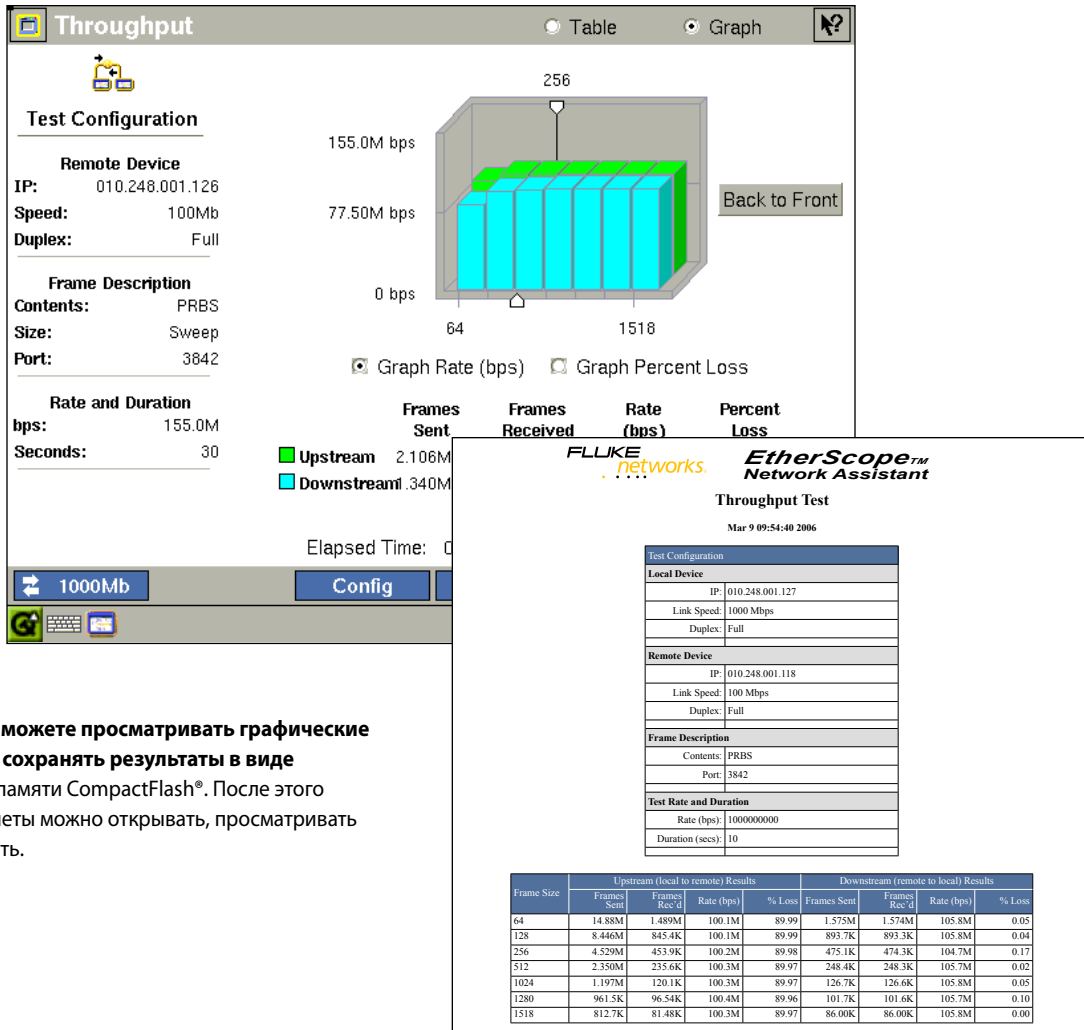 Throughput
Table
Graph
Test Configuration
Remote Device
IP: 010.248.001.126
Speed: 100Mb
Duplex: Full
Frame Description
Contents: PRBS
Size: Sweep
Port: 3842
Rate and Duration
bps: 155.0M
Seconds: 30
256
155.0M bps
77.50M bps
0 bps
64 1518
Back to Front
Graph Rate (bps) Graph Percent Loss
Frames Sent Frames Received Rate (bps) Percent Loss
Upstream 2.106M
Downstream 1.340M
Elapsed Time:
1000Mb
Config
можете просматривать графические
сохранять результаты в виде
памяти CompactFlash®. После этого
можно открывать, просматривать
FLUKE networks.
EtherScope™
Network Assistant
Throughput Test
Mar 9 09:54:40 2006
Test Configuration
Local Device
IP: 010.248.001.127
Link Speed: 1000 Mbps
Duplex: Full
Remote Device
IP: 010.248.001.118
Link Speed: 100 Mbps
Duplex: Full
Frame Description
Contents: PRBS
Port: 3842
Test Rate and Duration
Rate (bps): 1000000000
Duration (secs): 10
Frame Size Upstream (local to remote) Results Downstream (remote to local) Results
Frames Sent Frames Rec'd Rate (bps) % Loss Frames Sent Frames Rec'd Rate (bps) % Loss
64 14.88M 1.489M 100.1M 89.99 1.575M 1.574M 105.8M 0.05
128 8.446M 845.4K 100.1M 89.99 893.7K 893.3K 105.8M 0.04
256 4.529M 453.9K 100.2M 89.98 475.1K 474.3K 104.7M 0.17
512 2.350M 235.6K 100.3M 89.97 248.4K 248.3K 105.7M 0.02
1024 1.197M 120.1K 100.3M 89.97 126.7K 126.6K 105.8M 0.05
1280 961.5K 96.54K 100.4M 89.96 101.7K 101.6K 105.7M 0.10
1518 812.7K 81.48K 100.3M 89.97 86.00K 86.00K 105.8M 0.00